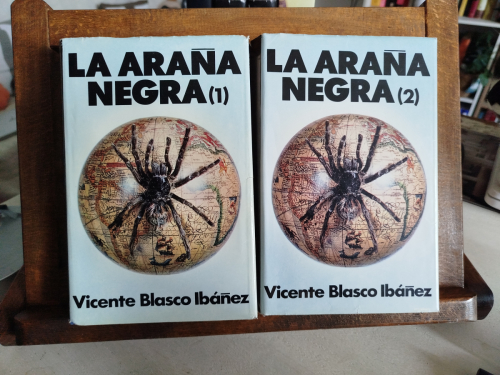 LA ARAÑA
NEGRA (1)
Vicente Blasco Ibáñez
LA ARAÑA
NEGRA (2)
Vicente Blasco Ibáñez